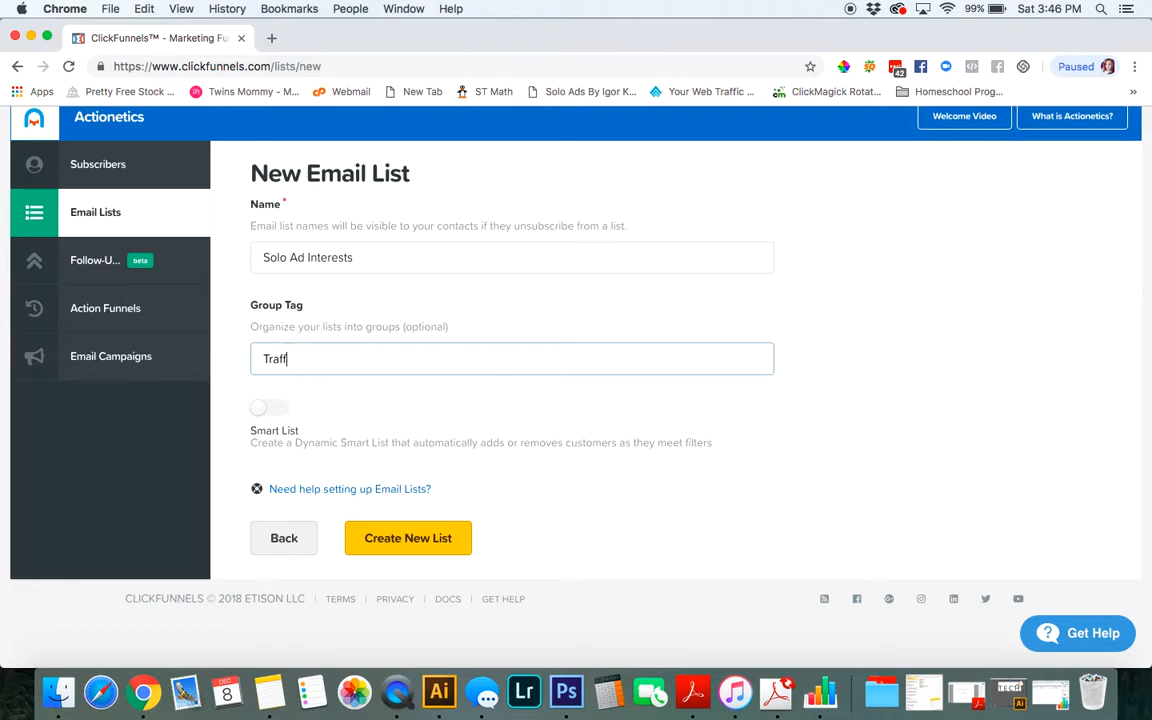 Chrome File Edit View History Bookmarks People Window Help 99% Sat 3:46 PM
ClickFunnels™ - Marketing Fu
https://www.clickfunnels.com/lists/new Paused
Apps Pretty Free Stock ... Twins Mommy - M... Webmail New Tab ST Math Solo Ads By Igor K... Your Web Traffic ... ClickMagick Rotat... Homeschool Prog...
Actionetics Welcome Video What is Actionetics?
Subscribers
Email Lists
Follow-U... beta
Action Funnels
Email Campaigns
New Email List
Name*
Email list names will be visible to your contacts if they unsubscribe from a list.
Solo Ad Interests
Group Tag
Organize your lists into groups (optional)
Traff
Smart List
Create a Dynamic Smart List that automatically adds or removes customers as they meet filters
Need help setting up Email Lists?
Back Create New List
CLICKFUNNELS © 2018 ETISON LLC | TERMS | PRIVACY | DOCS | GET HELP
Get Help
DEC
8
Ai Lr Ps